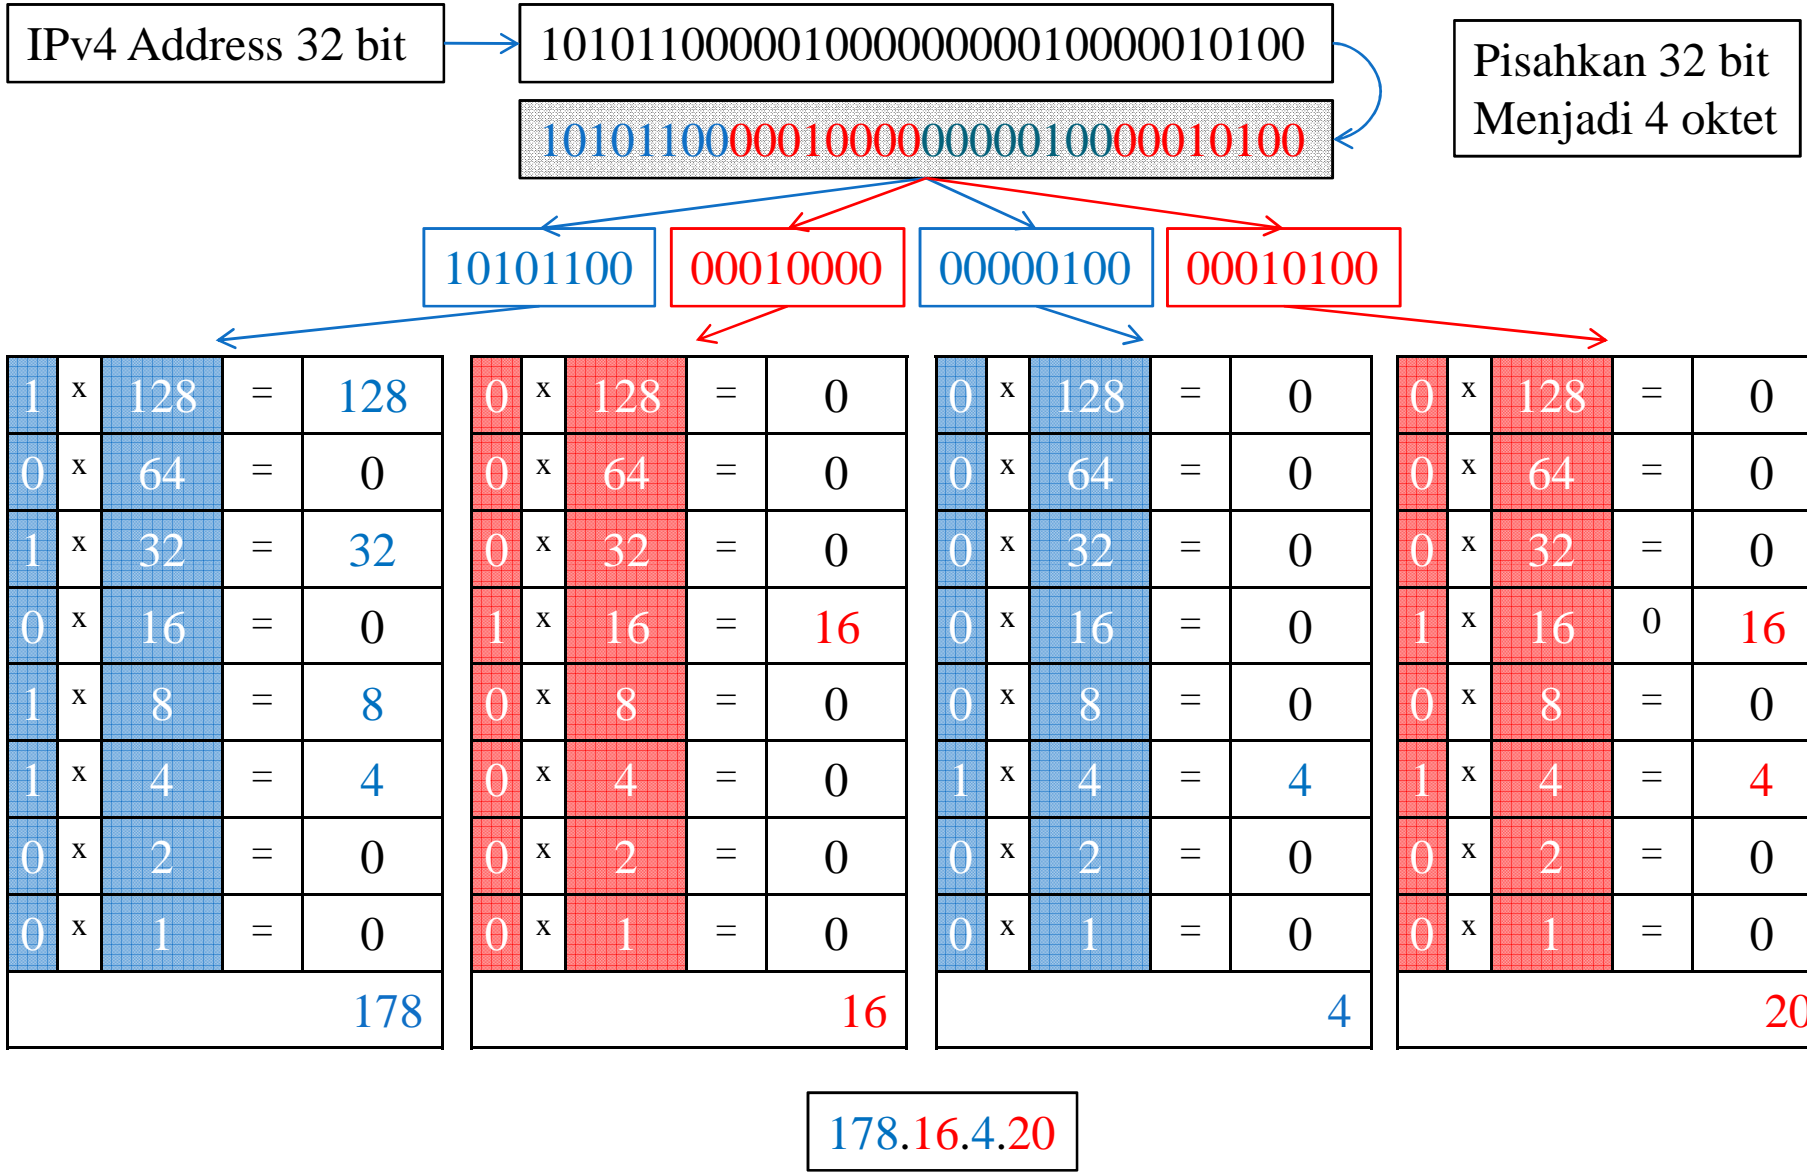 IPv4 Address 32 bit
10101100000100000000010000010100
Pisahkan 32 bit
Menjadi 4 oktet
10101100000100000000010000010100
10101100 00010000 00000100 00010100
1 x 128 = 128 0 x 128 = 0 0 x 128 = 0 0 x 128 = 0
0 x 64 = 0 0 x 64 = 0 0 x 64 = 0 0 x 64 = 0
1 x 32 = 32 0 x 32 = 0 0 x 32 = 0 0 x 32 = 0
0 x 16 = 0 1 x 16 = 16 0 x 16 = 0 1 x 16 0 16
1 x 8 = 8 0 x 8 = 0 0 x 8 = 0 0 x 8 = 0
1 x 4 = 4 0 x 4 = 0 1 x 4 = 4 1 x 4 = 4
0 x 2 = 0 0 x 2 = 0 0 x 2 = 0 0 x 2 = 0
0 x 1 = 0 0 x 1 = 0 0 x 1 = 0 0 x 1 = 0
178 16 4 20
178.16.4.20